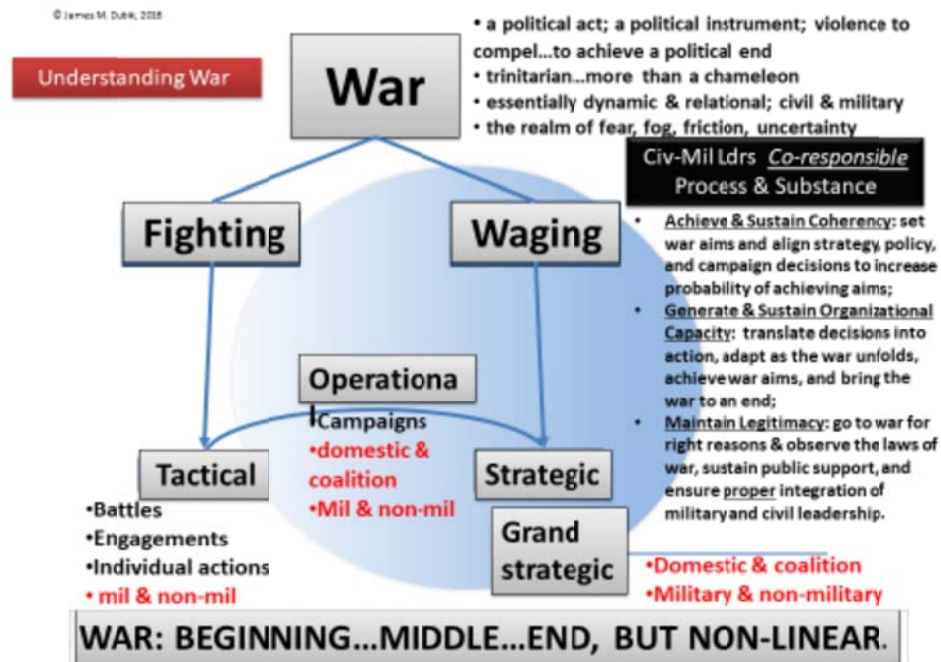 © James M. Dubik, 2016
Understanding War
War
• a political act; a political instrument; violence to
compel...to achieve a political end
• trinitarian...more than a chameleon
• essentially dynamic & relational; civil & military
• the realm of fear, fog, friction, uncertainty
Civ-Mil Ldrs Co-responsible
Process & Substance
Fighting
Waging
• Achieve & Sustain Coherency: set
war aims and align strategy, policy,
and campaign decisions to increase
probability of achieving aims;
• Generate & Sustain Organizational
Capacity: translate decisions into
action, adapt as the war unfolds,
achieve war aims, and bring the
war to an end;
• Maintain Legitimacy: go to war for
right reasons & observe the laws of
war, sustain public support, and
ensure proper integration of
military and civil leadership.
Operationa
l
•Campaigns
•domestic &
coalition
•Mil & non-mil
Tactical
•Battles
•Engagements
•Individual actions
• mil & non-mil
Strategic
Grand
strategic
•Domestic & coalition
•Military & non-military
WAR: BEGINNING...MIDDLE...END, BUT NON-LINEAR.